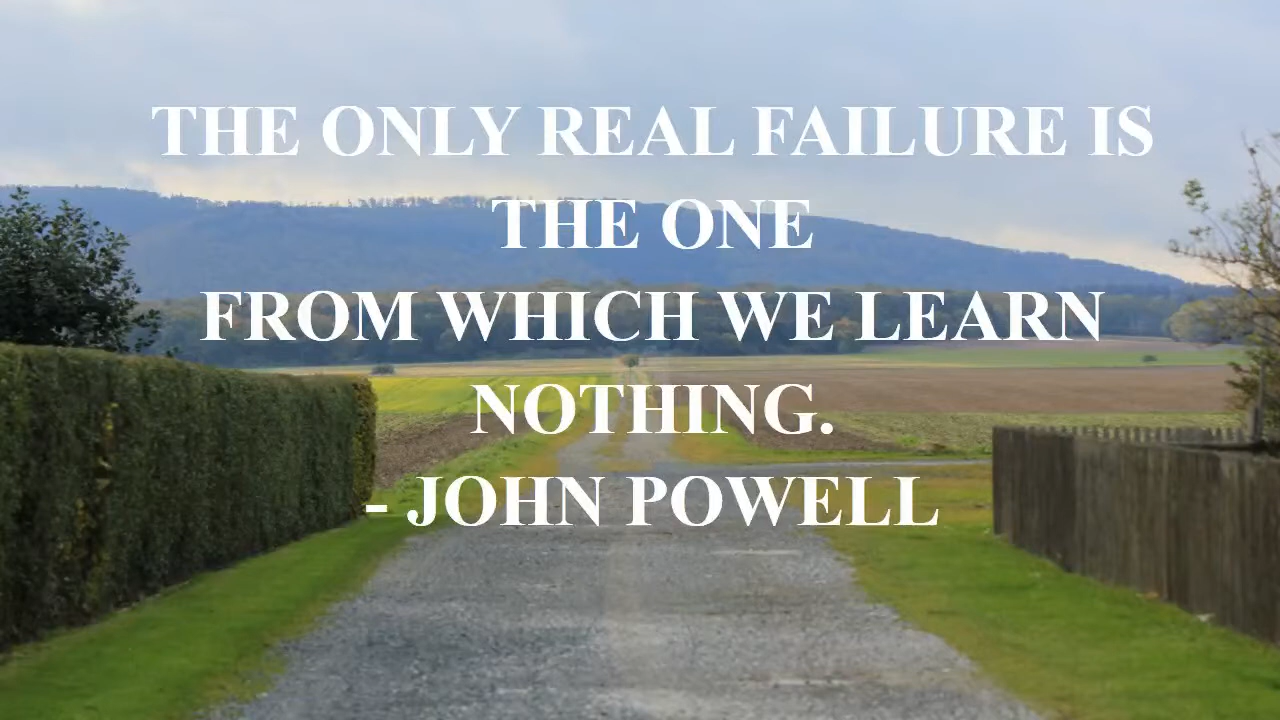 THE ONLY REAL FAILURE IS
THE ONE
FROM WHICH WE LEARN
NOTHING.
- JOHN POWELL